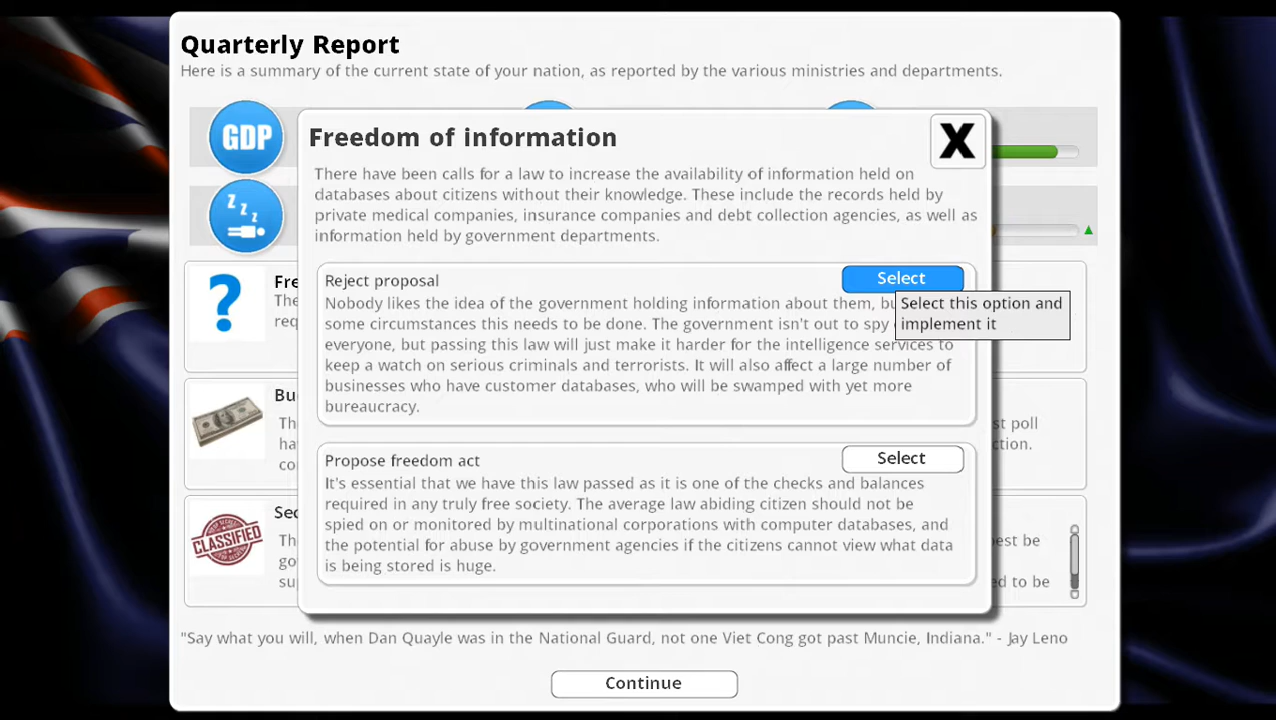 Quarterly Report
Here is a summary of the current state of your nation, as reported by the various ministries and departments.
GDP
Freedom of information
X
There have been calls for a law to increase the availability of information held on
databases about citizens without their knowledge. These include the records held by
private medical companies, insurance companies and debt collection agencies, as well as
information held by government departments.
Z Z Z
Reject proposal
Select
Nobody likes the idea of the government holding information about them,
some circumstances this needs to be done. The government isn't out to spy
everyone, but passing this law will just make it harder for the intelligence services to
keep a watch on serious criminals and terrorists. It will also affect a large number of
businesses who have customer databases, who will be swamped with yet more
bureaucracy.
Select this option and
implement it
?
Fre
The
req
Bu
Th
ha
co
st poll
ction.
Propose freedom act
Select
It's essential that we have this law passed as it is one of the checks and balances
required in any truly free society. The average law abiding citizen should not be
spied on or monitored by multinational corporations with computer databases, and
the potential for abuse by government agencies if the citizens cannot view what data
is being stored is huge.
CLASSIFIED
Sec
Th
go
su
est be
ed to be
"Say what you will, when Dan Quayle was in the National Guard, not one Viet Cong got past Muncie, Indiana." - Jay Leno
Continue